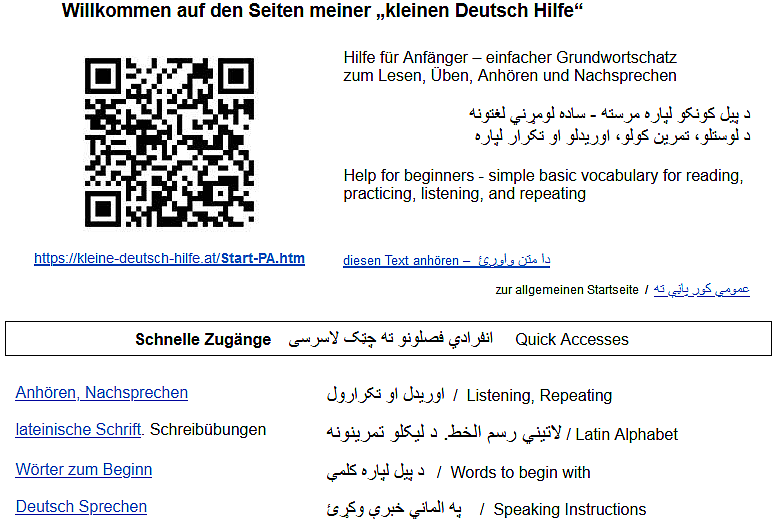 Willkommen auf den Seiten meiner „kleinen Deutsch Hilfe“
Hilfe für Anfänger – einfacher Grundwortschatz
zum Lesen, Üben, Anhören und Nachsprechen
د پیل کونکو لپاره مرسته - ساده لومړني لغتونه
د لوستلو، تمرین کولو، اوریدلو او تکرار لپاره
Help for beginners - simple basic vocabulary for reading,
practicing, listening, and repeating
https://kleine-deutsch-hilfe.at/Start-PA.htm
diesen Text anhören – دا متن واورئ
zur allgemeinen Startseite / عمومي کور پاڼې ته
Schnelle Zugänge انفرادي فصلونو ته چټک لاسرسی Quick Accesses
Anhören, Nachsprechen اوریدل او تکرارول / Listening, Repeating
lateinische Schrift. Schreibübungen لاتیني رسم الخط. د لیکلو تمرینونه / Latin Alphabet
Wörter zum Beginn د پیل لپاره کلمې / Words to begin with
Deutsch Sprechen په الماني خبرې وکړئ / Speaking Instructions